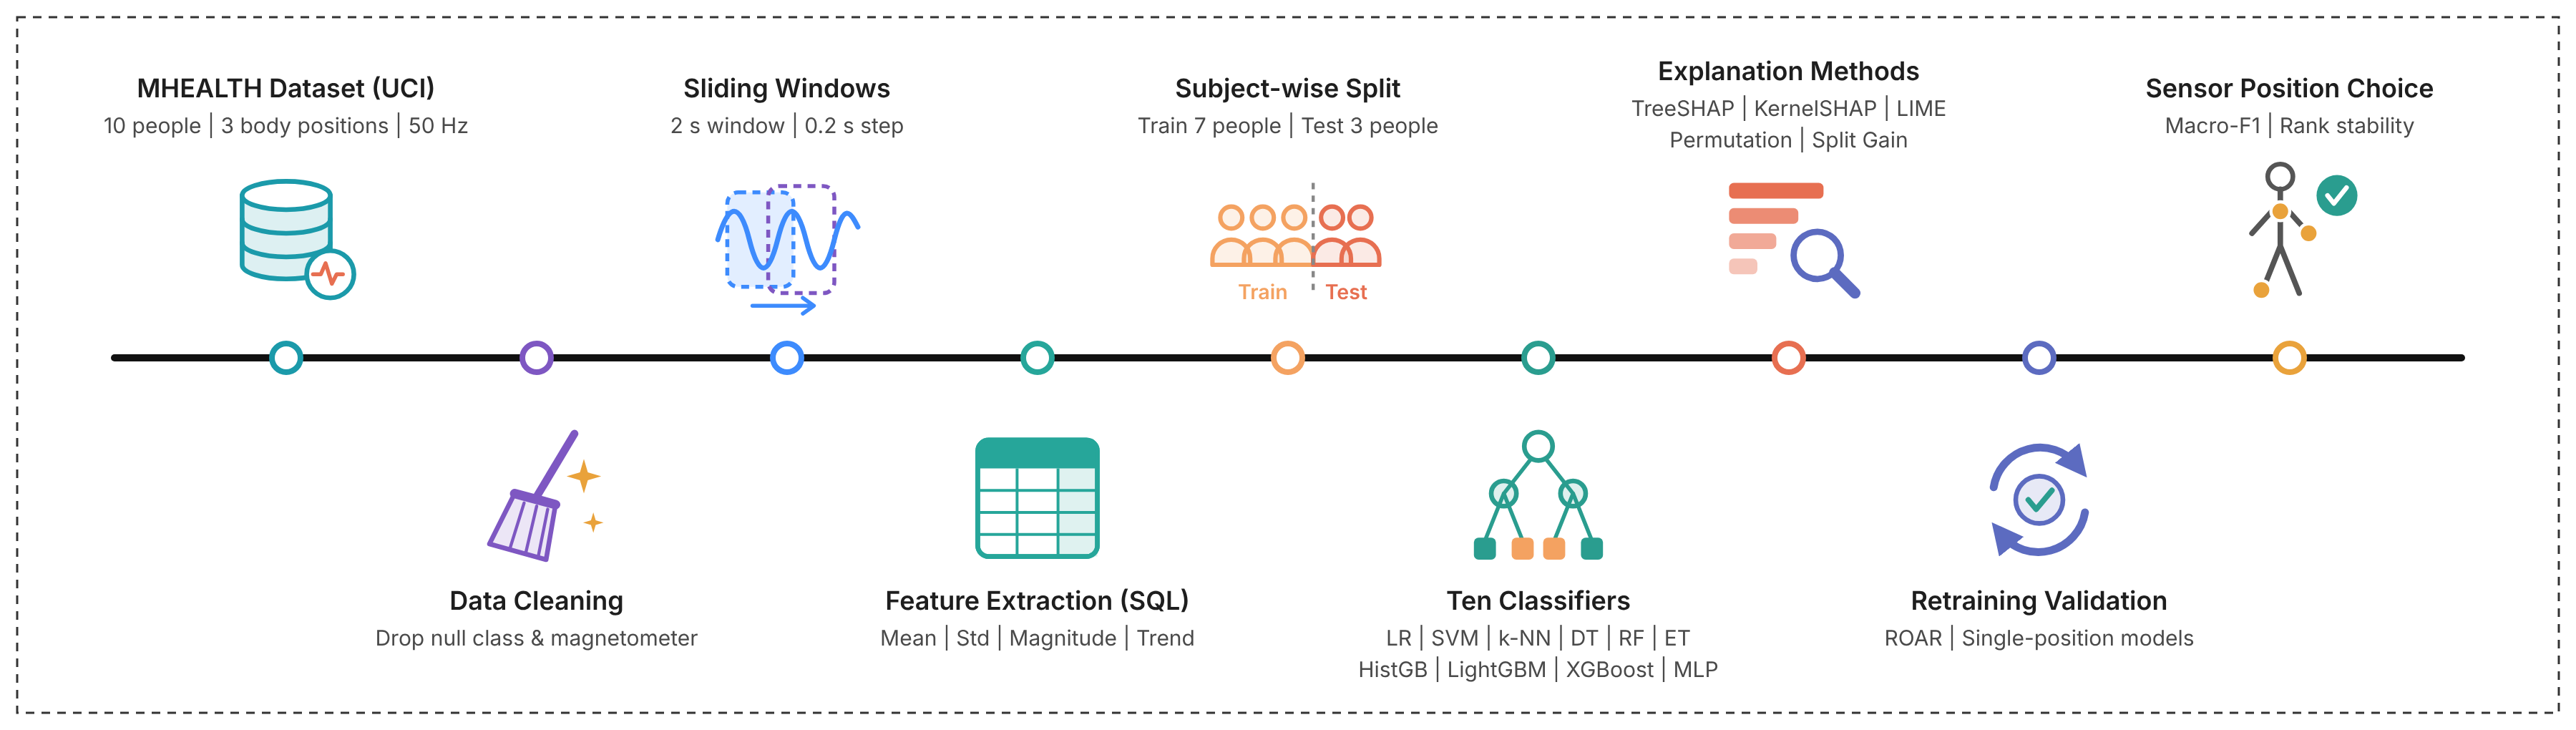 MHEALTH Dataset (UCI)
10 people | 3 body positions | 50 Hz
Sliding Windows
2 s window | 0.2 s step
Subject-wise Split
Train 7 people | Test 3 people
Train
Test
Explanation Methods
TreeSHAP | KernelSHAP | LIME
Permutation | Split Gain
Sensor Position Choice
Macro-F1 | Rank stability
Data Cleaning
Drop null class & magnetometer
Feature Extraction (SQL)
Mean | Std | Magnitude | Trend
Ten Classifiers
LR | SVM | k-NN | DT | RF | ET
HistGB | LightGBM | XGBoost | MLP
Retraining Validation
ROAR | Single-position models